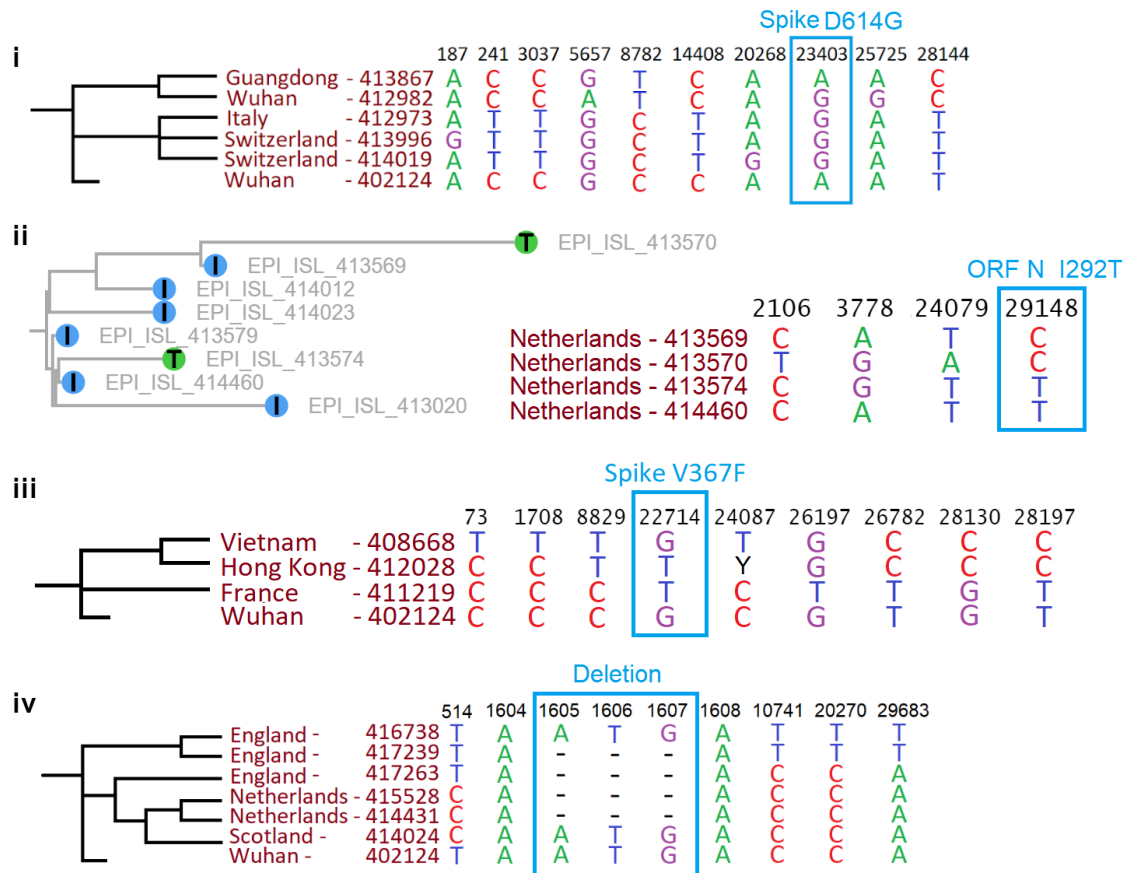 Spike D614G
i
187 241 3037 5657 8782 14408 20268 23403 25725 28144
Guangdong - 413867 A C C G T C A A A C
Wuhan - 412982 A C C A T C A G G C
Italy - 412973 A T T G C T A G A T
Switzerland - 413996 G T T G C T A G A T
Switzerland - 414019 A T T G C T G G A T
Wuhan - 402124 A C C G C C A A A T
ii
T EPI_ISL_413570
I EPI_ISL_413569
I EPI_ISL_414012
I EPI_ISL_414023
I EPI_ISL_413579
T EPI_ISL_413574
I EPI_ISL_414460
I EPI_ISL_413020
ORF N I292T
2106 3778 24079 29148
Netherlands - 413569 C A T C
Netherlands - 413570 T G A C
Netherlands - 413574 C G T T
Netherlands - 414460 C A T T
iii
Spike V367F
73 1708 8829 22714 24087 26197 26782 28130 28197
Vietnam - 408668 T T T G T G C C C
Hong Kong - 412028 C C T T Y G C C C
France - 411219 C C C T C T T G T
Wuhan - 402124 C C C G C G T G T
iv
Deletion
514 1604 1605 1606 1607 1608 10741 20270 29683
England - 416738 T A A T G A T T T
England - 417239 T A - - - A T T T
England - 417263 T A - - - A C C A
Netherlands - 415528 C A - - - A C C A
Netherlands - 414431 C A - - - A C C A
Scotland - 414024 C A A T G A C C A
Wuhan - 402124 T A A T G A C C A